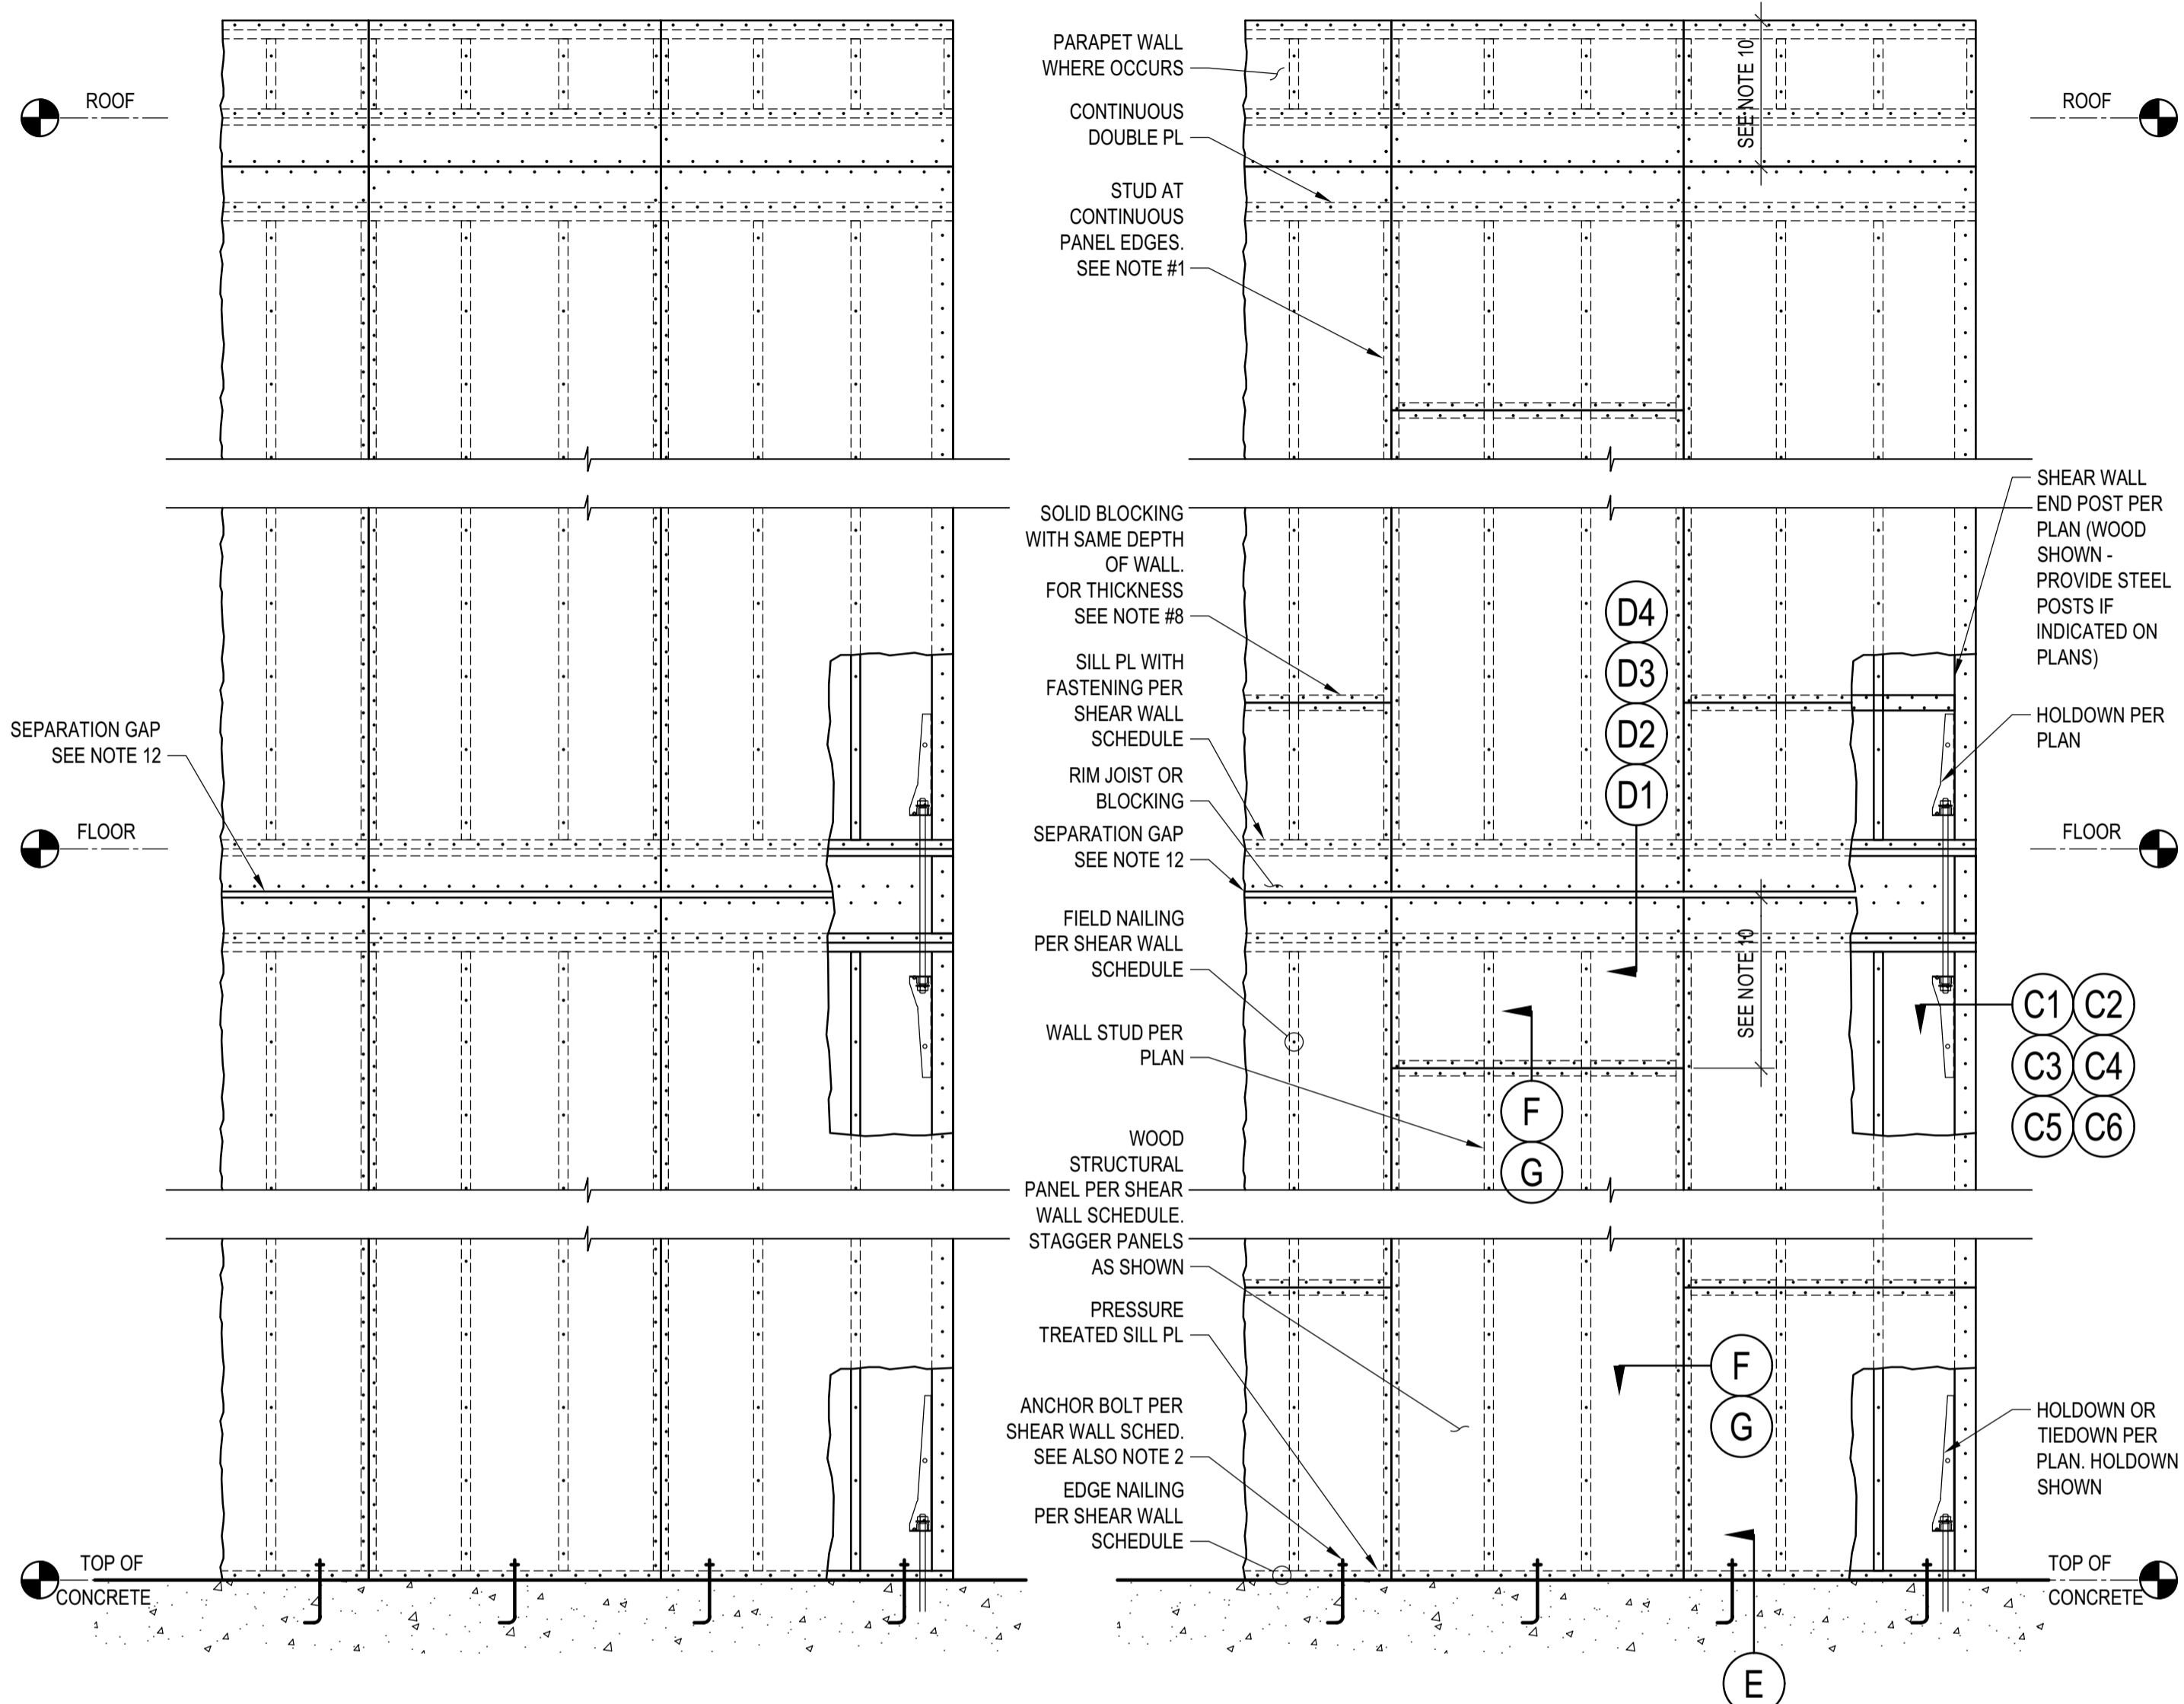 ROOF
SEPARATION GAP
SEE NOTE 12
FLOOR
TOP OF
CONCRETE
PARAPET WALL
WHERE OCCURS
CONTINUOUS
DOUBLE PL
STUD AT
CONTINUOUS
PANEL EDGES.
SEE NOTE #1
SOLID BLOCKING
WITH SAME DEPTH
OF WALL.
FOR THICKNESS
SEE NOTE #8
SILL PL WITH
FASTENING PER
SHEAR WALL
SCHEDULE
RIM JOIST OR
BLOCKING
SEPARATION GAP
SEE NOTE 12
FIELD NAILING
PER SHEAR WALL
SCHEDULE
WALL STUD PER
PLAN
WOOD
STRUCTURAL
PANEL PER SHEAR
WALL SCHEDULE.
STAGGER PANELS
AS SHOWN
PRESSURE
TREATED SILL PL
ANCHOR BOLT PER
SHEAR WALL SCHED.
SEE ALSO NOTE 2
EDGE NAILING
PER SHEAR WALL
SCHEDULE
SEE NOTE 10
D4
D3
D2
D1
SEE NOTE 10
F
G
F
G
E
ROOF
SHEAR WALL
END POST PER
PLAN (WOOD
SHOWN -
PROVIDE STEEL
POSTS IF
INDICATED ON
PLANS)
HOLDOWN PER
PLAN
FLOOR
C1 C2
C3 C4
C5 C6
HOLDOWN OR
TIEDOWN PER
PLAN. HOLDOWN
SHOWN
TOP OF
CONCRETE